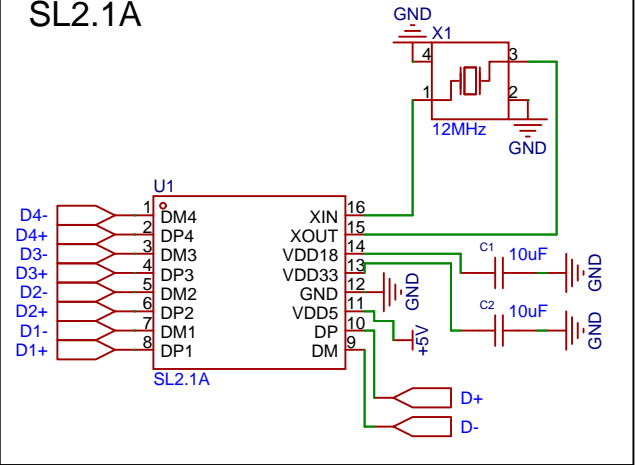 SL2.1A
GND
X1
4
3
1
2
12MHz
GND
U1
D4-
1
DM4
XIN
16
D4+
2
DP4
XOUT
15
D3-
3
DM3
VDD18
14
C1
10uF
GND
D3+
4
DP3
VDD33
13
D2-
5
DM2
GND
12
GND
D2+
6
DP2
VDD5
11
C2
10uF
GND
D1-
7
DM1
DP
10
+5V
D1+
8
DP1
DM
9
SL2.1A
D+
D-